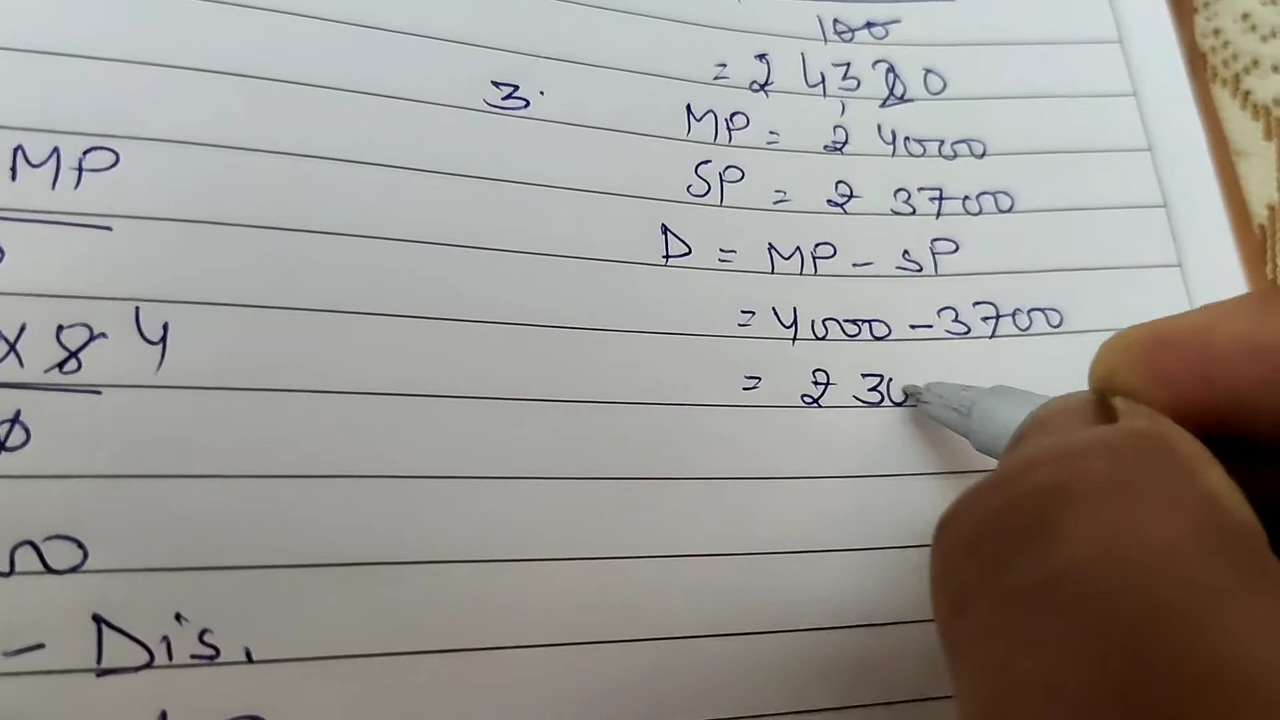 100
= ₹ 4320
3.
MP = ₹ 4000
SP = ₹ 3700
D = MP - SP
= 4000 - 3700
= ₹ 30
MP
x 84
- Dis.